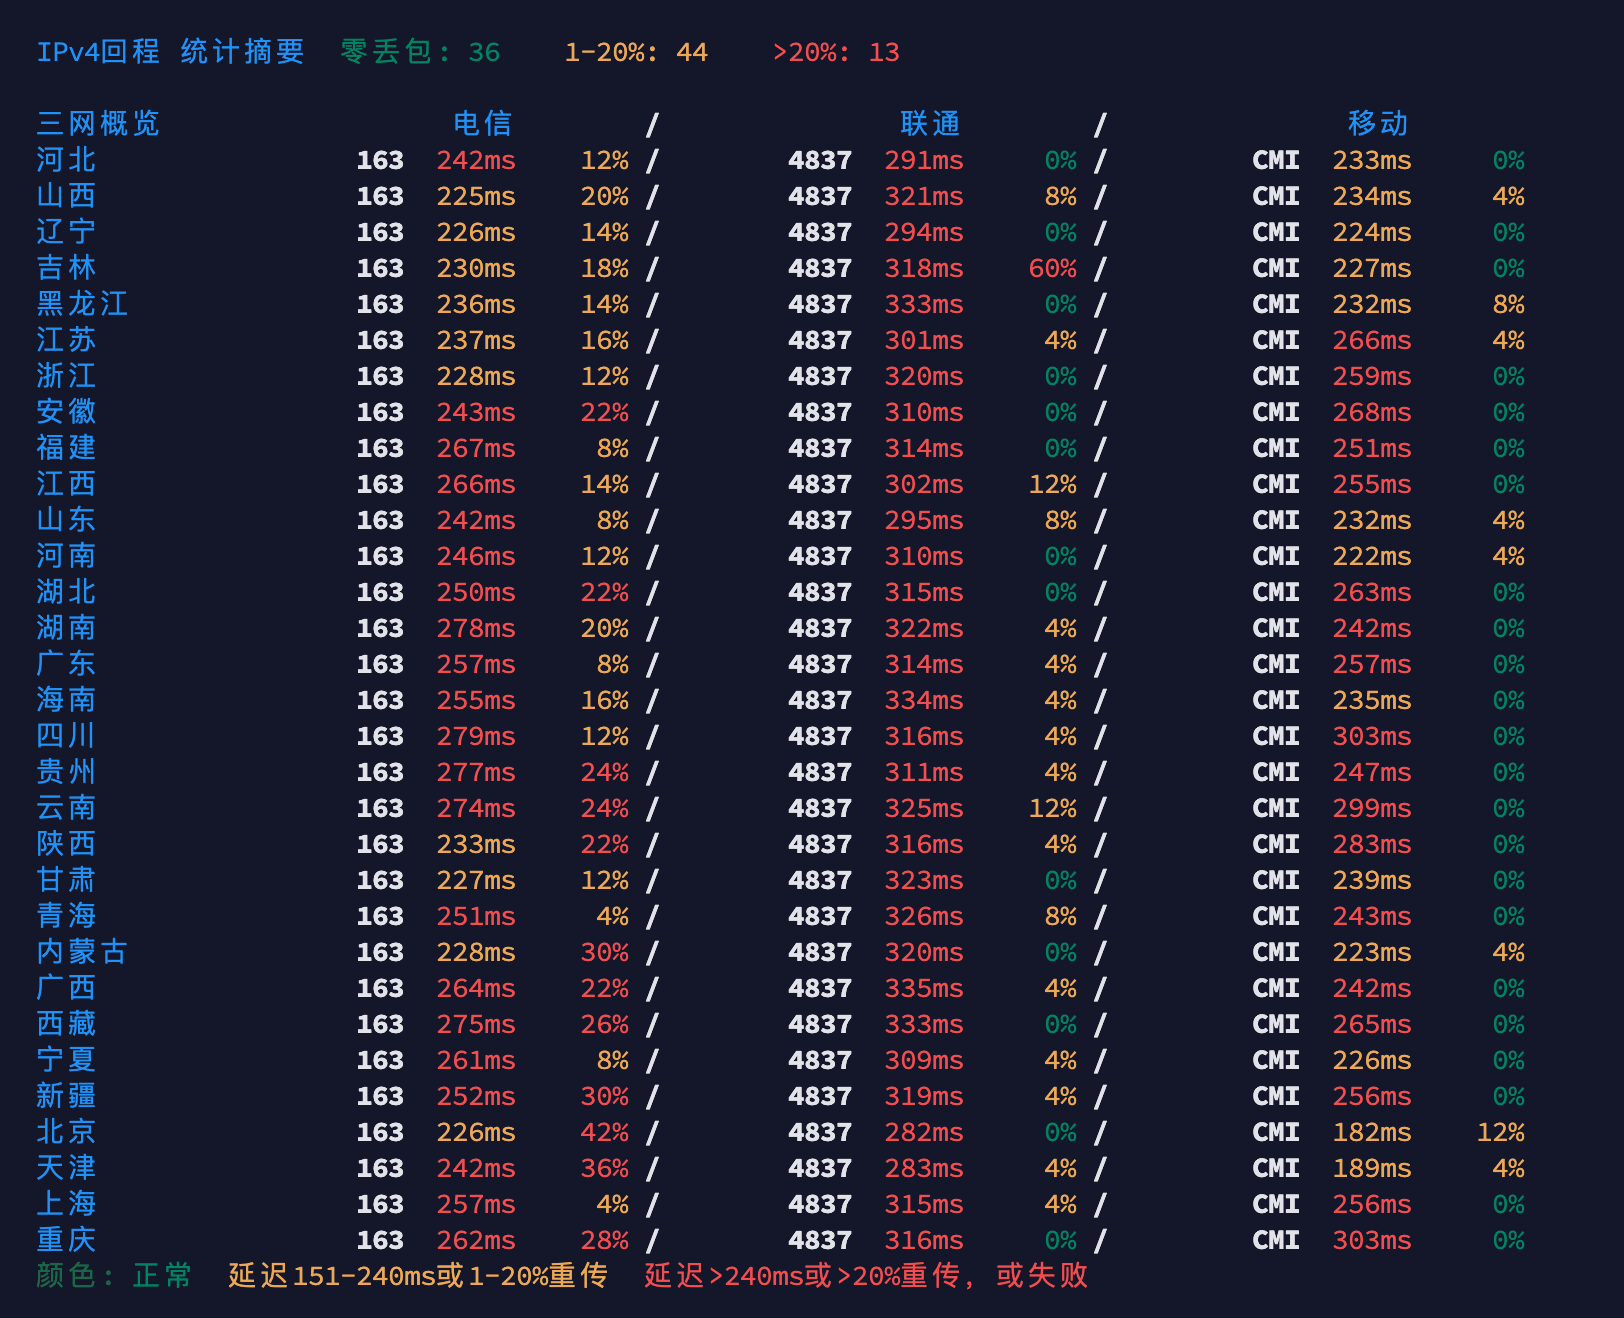 IPv4回程 统计摘要 零丢包: 36 1-20%: 44 >20%: 13
三网概览 电信 / 联通 / 移动
河北 163 242ms 12% / 4837 291ms 0% / CMI 233ms 0%
山西 163 225ms 20% / 4837 321ms 8% / CMI 234ms 4%
辽宁 163 226ms 14% / 4837 294ms 0% / CMI 224ms 0%
吉林 163 230ms 18% / 4837 318ms 60% / CMI 227ms 0%
黑龙江 163 236ms 14% / 4837 333ms 0% / CMI 232ms 8%
江苏 163 237ms 16% / 4837 301ms 4% / CMI 266ms 4%
浙江 163 228ms 12% / 4837 320ms 0% / CMI 259ms 0%
安徽 163 243ms 22% / 4837 310ms 0% / CMI 268ms 0%
福建 163 267ms 8% / 4837 314ms 0% / CMI 251ms 0%
江西 163 266ms 14% / 4837 302ms 12% / CMI 255ms 0%
山东 163 242ms 8% / 4837 295ms 8% / CMI 232ms 4%
河南 163 246ms 12% / 4837 310ms 0% / CMI 222ms 4%
湖北 163 250ms 22% / 4837 315ms 0% / CMI 263ms 0%
湖南 163 278ms 20% / 4837 322ms 4% / CMI 242ms 0%
广东 163 257ms 8% / 4837 314ms 4% / CMI 257ms 0%
海南 163 255ms 16% / 4837 334ms 4% / CMI 235ms 0%
四川 163 279ms 12% / 4837 316ms 4% / CMI 303ms 0%
贵州 163 277ms 24% / 4837 311ms 4% / CMI 247ms 0%
云南 163 274ms 24% / 4837 325ms 12% / CMI 299ms 0%
陕西 163 233ms 22% / 4837 316ms 4% / CMI 283ms 0%
甘肃 163 227ms 12% / 4837 323ms 0% / CMI 239ms 0%
青海 163 251ms 4% / 4837 326ms 8% / CMI 243ms 0%
内蒙古 163 228ms 30% / 4837 320ms 0% / CMI 223ms 4%
广西 163 264ms 22% / 4837 335ms 4% / CMI 242ms 0%
西藏 163 275ms 26% / 4837 333ms 0% / CMI 265ms 0%
宁夏 163 261ms 8% / 4837 309ms 4% / CMI 226ms 0%
新疆 163 252ms 30% / 4837 319ms 4% / CMI 256ms 0%
北京 163 226ms 42% / 4837 282ms 0% / CMI 182ms 12%
天津 163 242ms 36% / 4837 283ms 4% / CMI 189ms 4%
上海 163 257ms 4% / 4837 315ms 4% / CMI 256ms 0%
重庆 163 262ms 28% / 4837 316ms 0% / CMI 303ms 0%
颜色: 正常 延迟151-240ms或1-20%重传 延迟>240ms或>20%重传, 或失败